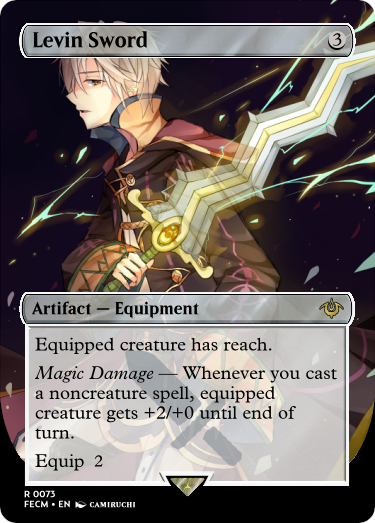 Levin Sword 3
Artifact — Equipment
Equipped creature has reach.
Magic Damage — Whenever you cast
a noncreature spell, equipped
creature gets +2/+0 until end of
turn.
Equip 2
R 0073
FECM • EN CAMIRUCHI